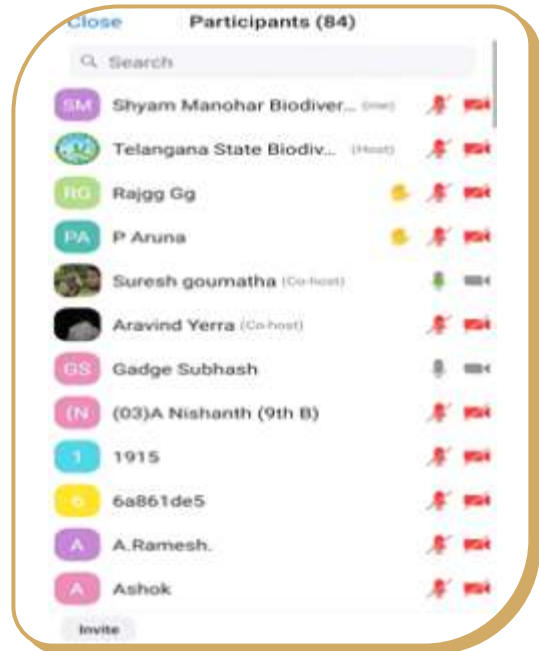 Close Participants (84)
Search
SM Shyam Manohar Biodiver... (me)
Telangana State Biodiv... (Host)
RG Rajgg Gg
PA P Aruna
Suresh goumatha (Co-host)
Aravind Yerra (Co-host)
GS Gadge Subhash
(N (03)A Nishanth (9th B)
1 1915
6 6a861de5
A A.Ramesh.
A Ashok
Invite